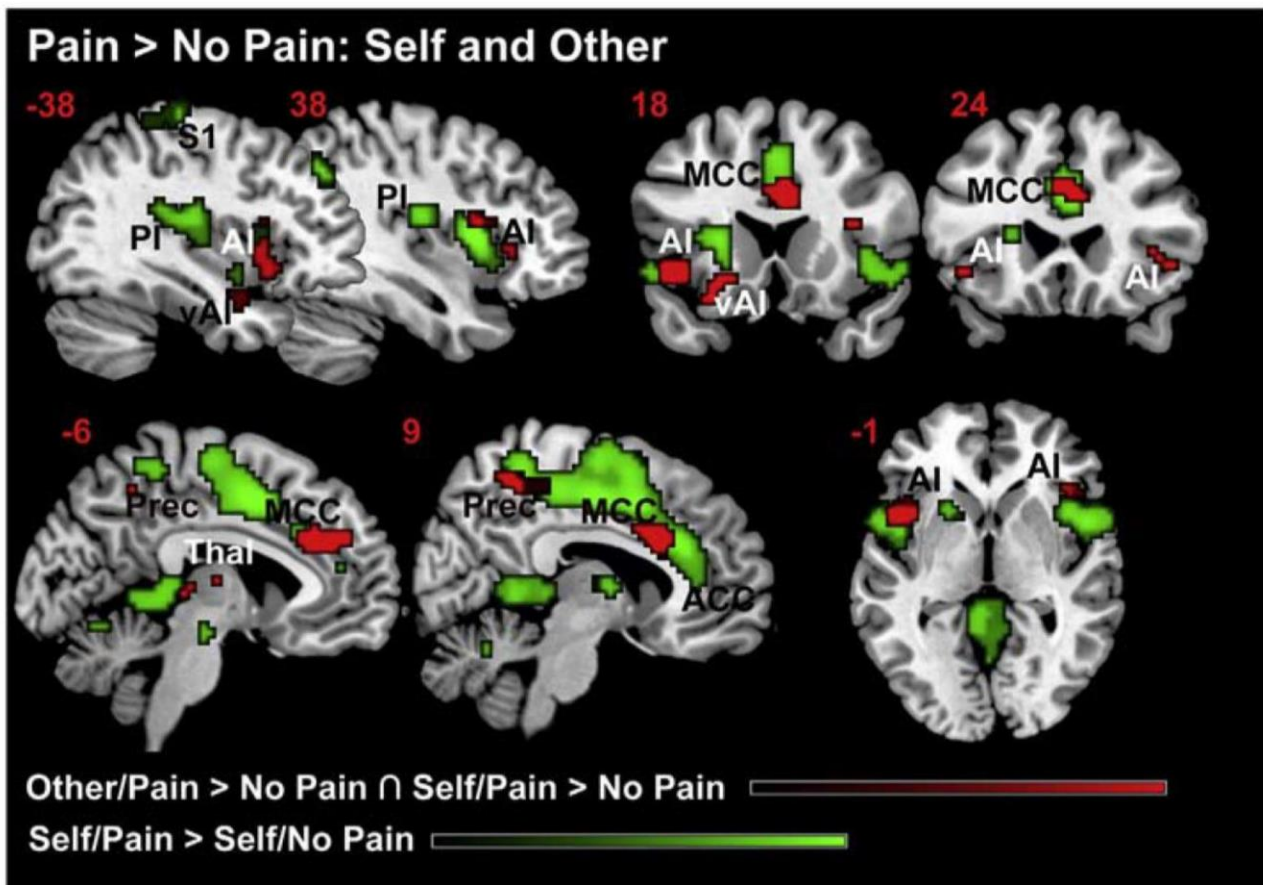 Pain > No Pain: Self and Other
-38
38
18
24
S1
PI
AI
vAI
PI
AI
MCC
AI
vAI
MCC
AI
AI
-6
9
-1
Prec
MCC
Thal
Prec
MCC
ACC
AI
AI
Other/Pain > No Pain ∩ Self/Pain > No Pain
Self/Pain > Self/No Pain